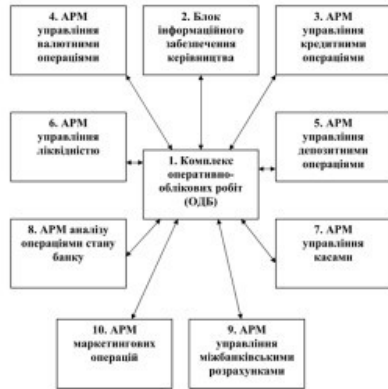 4. АРМ
управління
валютними
операціями
2. Блок
інформаційного
забезпечення
керівництва
3. АРМ
управління
кредитними
операціями
6. АРМ
управління
ліквідністю
1. Комплекс
оперативно-
облікових робіт
(ОДБ)
5. АРМ
управління
депозитними
операціями
8. АРМ аналізу
операціями стану
банку
7. АРМ
управління
касами
10. АРМ
маркетингових
операцій
9. АРМ
управління
міжбанківськими
розрахунками